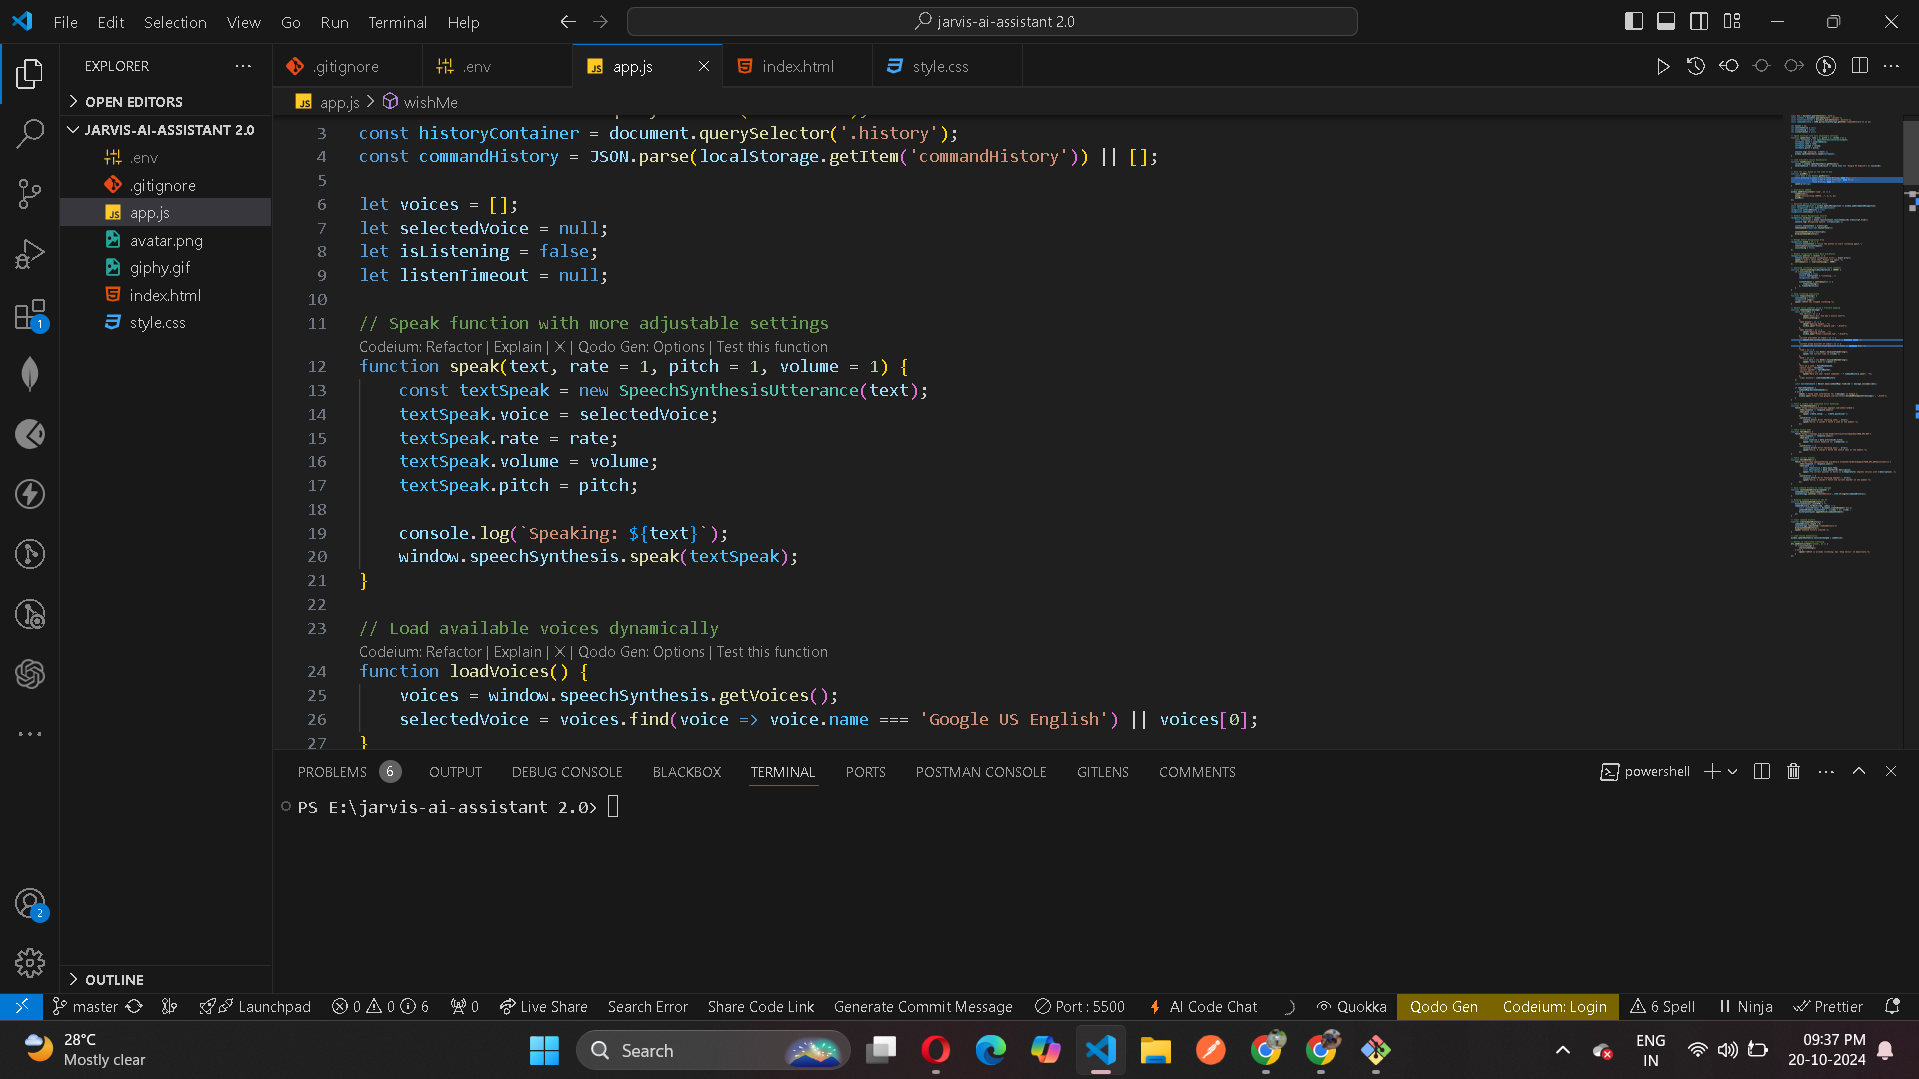 File Edit Selection View Go Run Terminal Help
jarvis-ai-assistant 2.0
EXPLORER
.gitignore
.env
app.js
index.html
style.css
app.js > wishMe
OPEN EDITORS
JARVIS-AI-ASSISTANT 2.0
.env
.gitignore
app.js
avatar.png
giphy.gif
index.html
style.css
OUTLINE
3 const historyContainer = document.querySelector('.history');
4 const commandHistory = JSON.parse(localStorage.getItem('commandHistory')) || [];
5
6 let voices = [];
7 let selectedVoice = null;
8 let isListening = false;
9 let listenTimeout = null;
10
11 // Speak function with more adjustable settings
Codeium: Refactor | Explain | X | Qodo Gen: Options | Test this function
12 function speak(text, rate = 1, pitch = 1, volume = 1) {
13 const textSpeak = new SpeechSynthesisUtterance(text);
14 textSpeak.voice = selectedVoice;
15 textSpeak.rate = rate;
16 textSpeak.volume = volume;
17 textSpeak.pitch = pitch;
18
19 console.log(`Speaking: ${text}`);
20 window.speechSynthesis.speak(textSpeak);
21 }
22
23 // Load available voices dynamically
Codeium: Refactor | Explain | X | Qodo Gen: Options | Test this function
24 function loadVoices() {
25 voices = window.speechSynthesis.getVoices();
26 selectedVoice = voices.find(voice => voice.name === 'Google US English') || voices[0];
27 }
PROBLEMS 6 OUTPUT DEBUG CONSOLE BLACKBOX TERMINAL PORTS POSTMAN CONSOLE GITLENS COMMENTS
powershell
PS E:\jarvis-ai-assistant 2.0>
1
2
master Launchpad 0 0 6 0 Live Share Search Error Share Code Link Generate Commit Message Port : 5500 AI Code Chat Quokka Qodo Gen Codeium: Login 6 Spell Ninja Prettier
28°C
Mostly clear
Search
ENG
IN
09:37 PM
20-10-2024